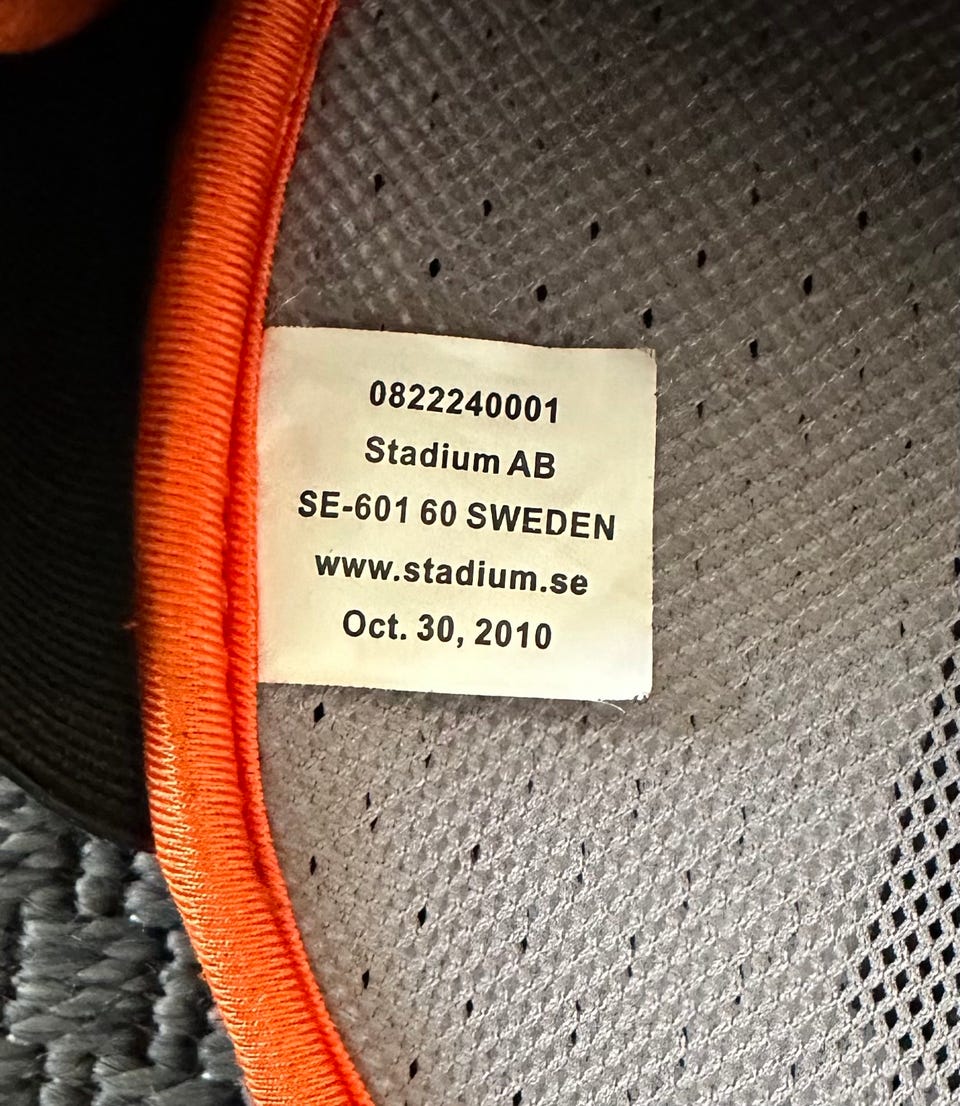 0822240001
Stadium AB
SE-601 60 SWEDEN
www.stadium.se
Oct. 30, 2010